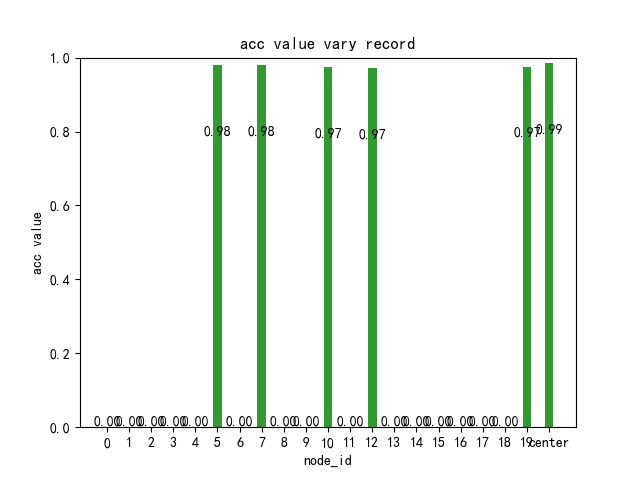 acc value vary record
acc value
1.0
0.8
0.6
0.4
0.2
0.0
0.98 0.98 0.97 0.97 0.97 0.99
0.00 0.00 0.00 0.00 0.00 0.00 0.00 0.00 0.00 0.00 0.00 0.00 0.00 0.00 0.00
0 1 2 3 4 5 6 7 8 9 10 11 12 13 14 15 16 17 18 19 center
node_id